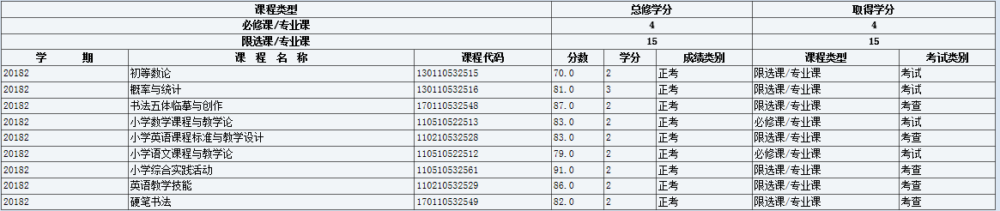 课程类型 总修学分 取得学分
必修课/专业课 4 4
限选课/专业课 15 15
学 期 课 程 名 称 课程代码 分数 学分 成绩类别 课程类型 考试类别
20182 初等数论 130110532515 70.0 2 正考 限选课/专业课 考试
20182 概率与统计 130110532516 81.0 3 正考 限选课/专业课 考试
20182 书法五体临摹与创作 170110532548 87.0 2 正考 限选课/专业课 考查
20182 小学数学课程与教学论 110510522513 83.0 2 正考 必修课/专业课 考试
20182 小学英语课程标准与教学设计 110210532528 83.0 2 正考 限选课/专业课 考查
20182 小学语文课程与教学论 110510522512 79.0 2 正考 必修课/专业课 考试
20182 小学综合实践活动 110510532561 91.0 2 正考 限选课/专业课 考查
20182 英语教学技能 110210532529 86.0 2 正考 限选课/专业课 考查
20182 硬笔书法 170110532549 82.0 2 正考 限选课/专业课 考查